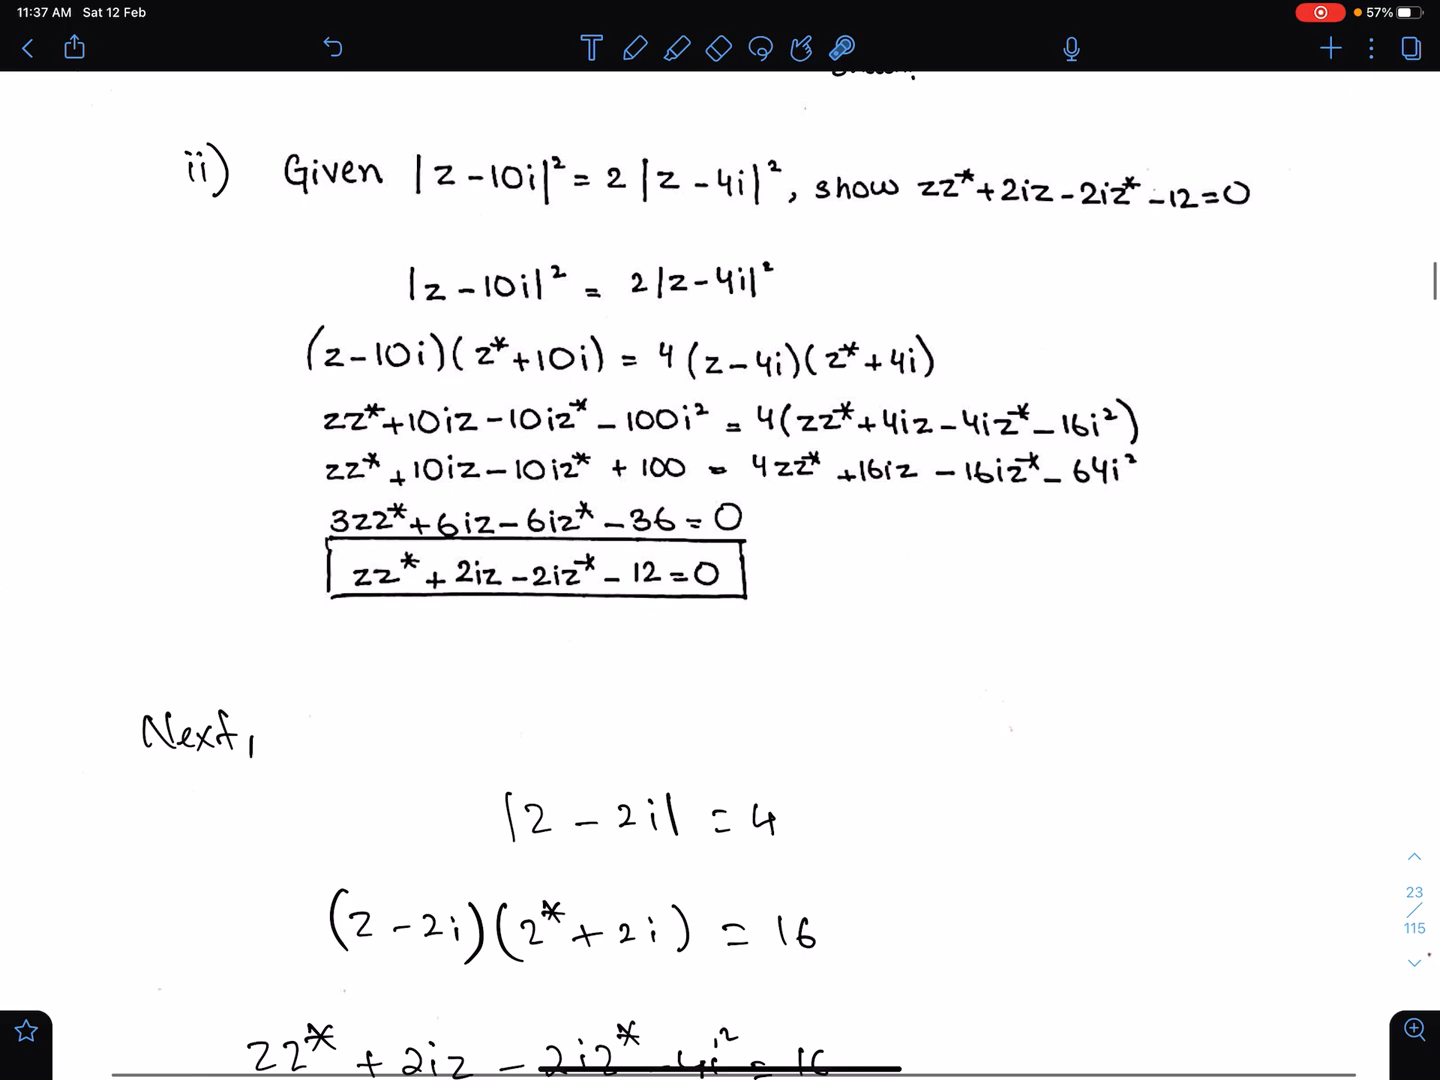 11:37 AM Sat 12 Feb
57%
ii) Given |z - 10i|² = 2 |z - 4i|², show zz* + 2iz - 2iz* - 12 = 0
|z - 10i|² = 2|z - 4i|²
(z - 10i)(z* + 10i) = 4 (z - 4i)(z* + 4i)
zz* + 10iz - 10iz* - 100i² = 4(zz* + 4iz - 4iz* - 16i²)
zz* + 10iz - 10iz* + 100 = 4zz* + 16iz - 16iz* - 64i²
3zz* + 6iz - 6iz* - 36 = 0
zz* + 2iz - 2iz* - 12 = 0
Next,
|z - 2i| = 4
(z - 2i)(z* + 2i) = 16
zz* + 2iz - 2iz* - 4i² = 16
23
/
115